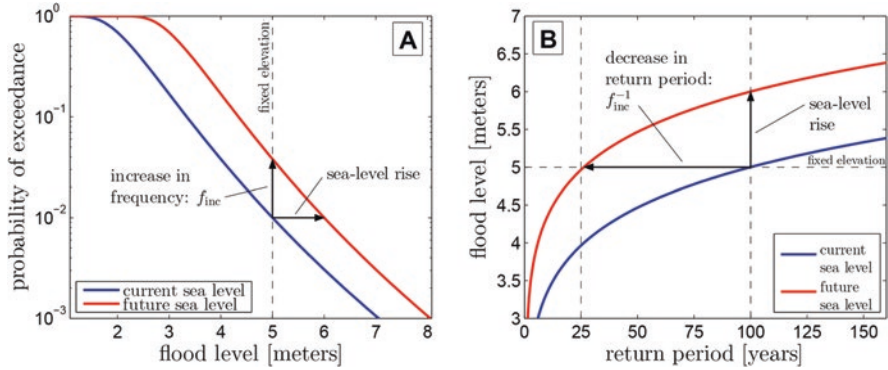 A
probability of exceedance
10^0
10^-1
10^-2
10^-3
fixed elevation
increase in
frequency: f_inc
sea-level rise
current sea level
future sea level
2 3 4 5 6 7 8
flood level [meters]
B
flood level [meters]
7
6.5
6
5.5
5
4.5
4
3.5
3
decrease in
return period:
f_inc^-1
sea-level
rise
fixed elevation
current
sea level
future
sea level
0 25 50 75 100 125 150
return period [years]